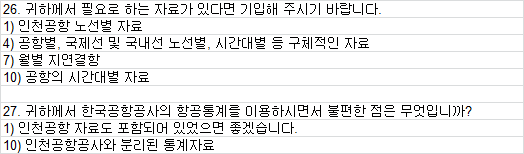 26. 귀하에서 필요로 하는 자료가 있다면 기입해 주시기 바랍니다.
1) 인천공항 노선별 자료
4) 공항별, 국제선 및 국내선 노선별, 시간대별 등 구체적인 자료
7) 월별 지연결항
10) 공항의 시간대별 자료
27. 귀하께서 한국공항공사의 항공통계를 이용하시면서 불편한 점은 무엇입니까?
1) 인천공항 자료도 포함되어 있었으면 좋겠습니다.
10) 인천공항공사와 분리된 통계자료